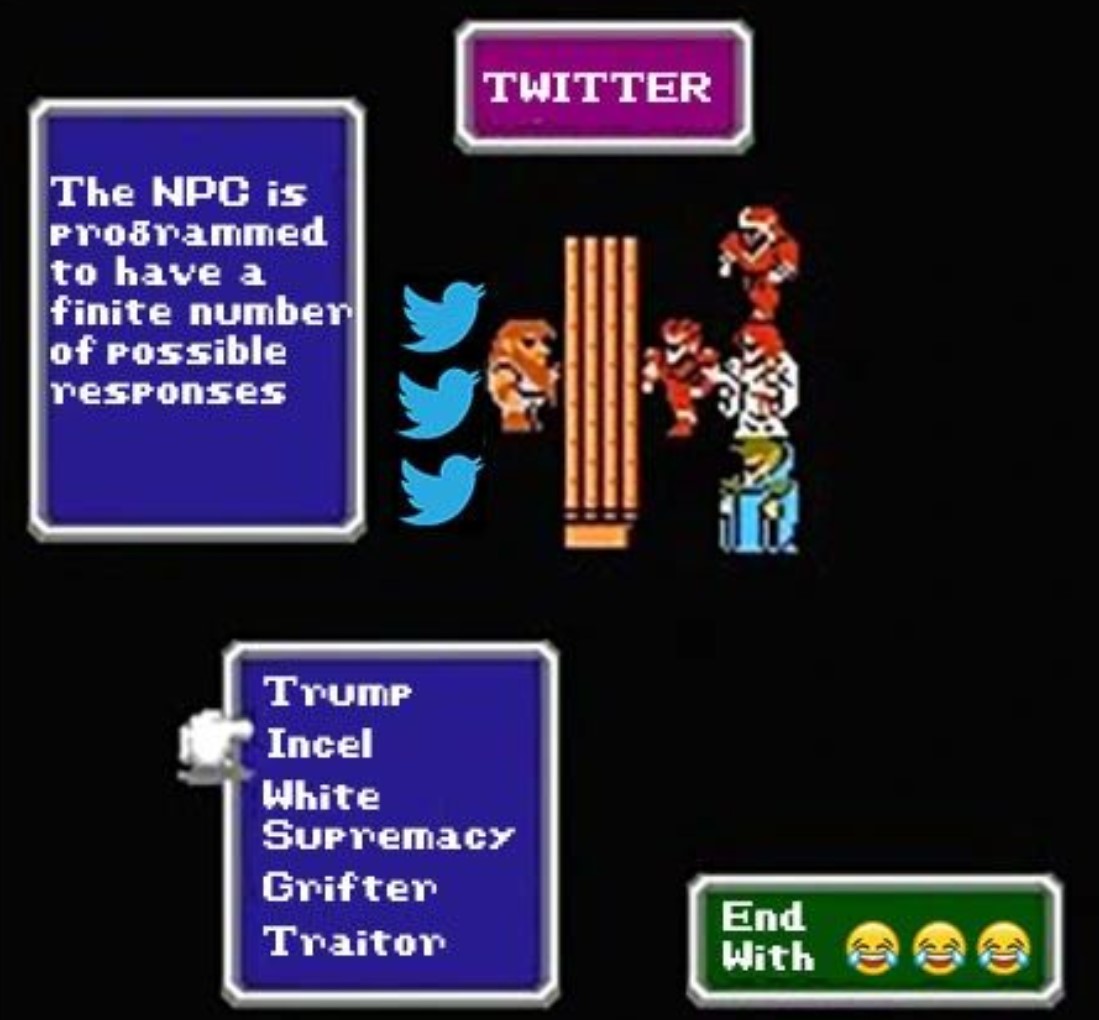 TWITTER
The NPC is
programmed
to have a
finite number
of possible
responses
Trump
Incel
White
Supremacy
Grifter
Traitor
End
With 😂 😂 😂